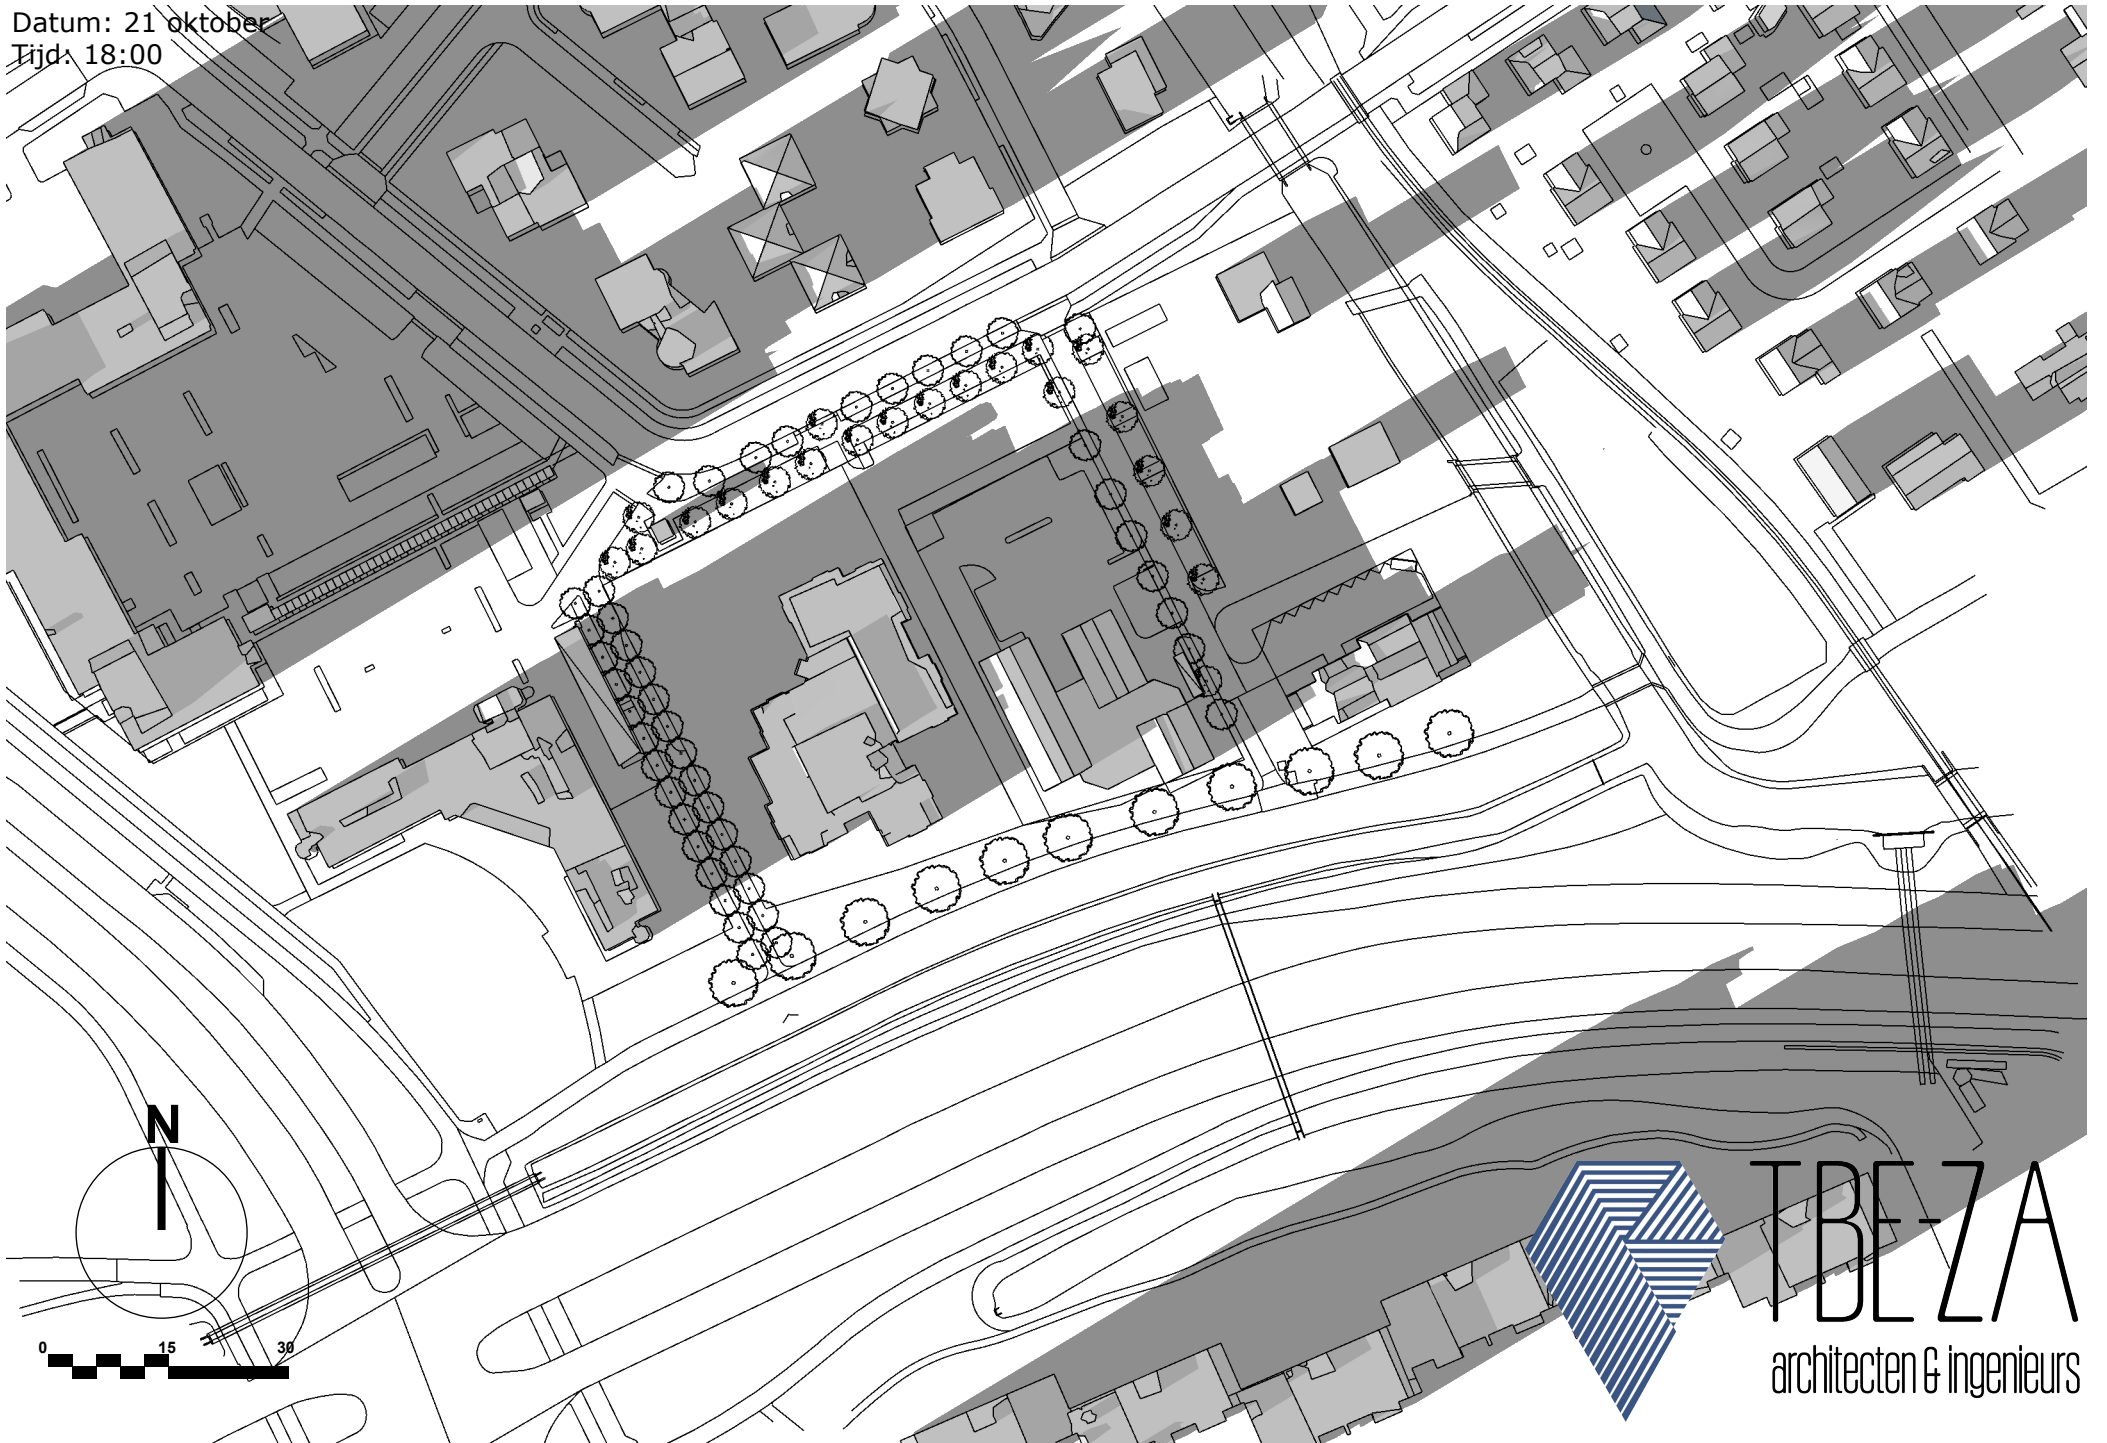 Datum: 21 oktober
Tijd: 18:00
N
0 15 30
TBE-ZA
architecten & ingenieurs